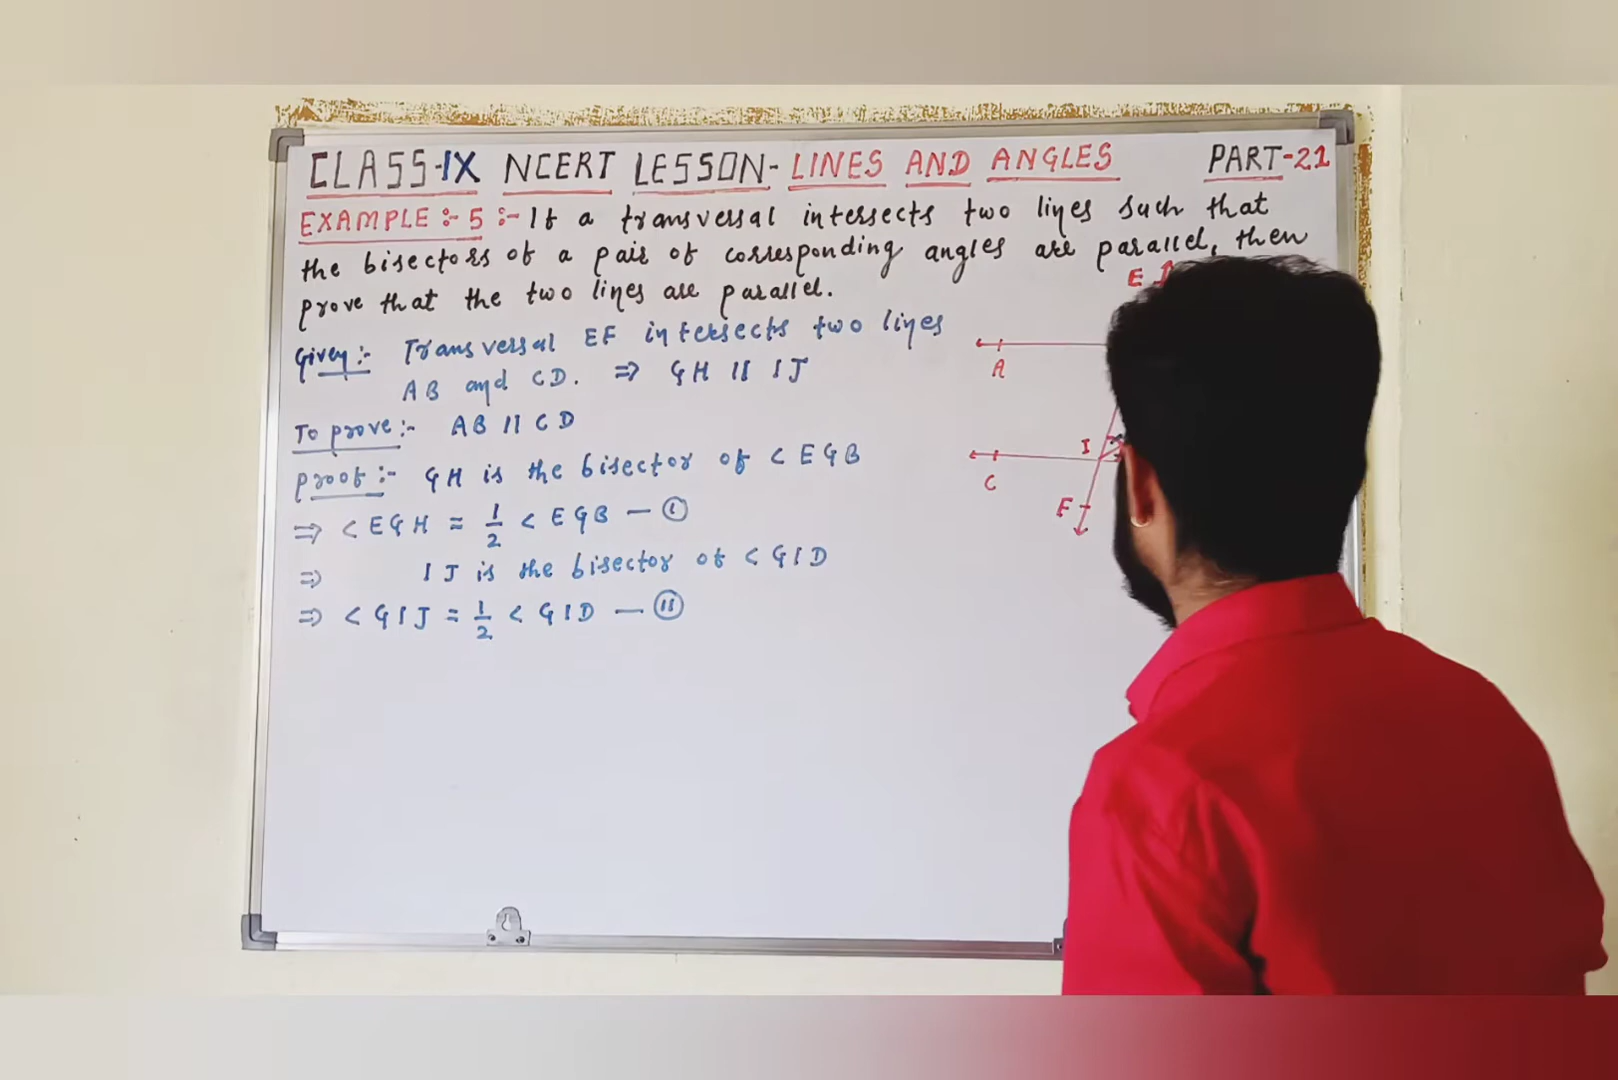 CLASS-IX NCERT LESSON- LINES AND ANGLES PART-21
EXAMPLE :- 5 :- If a transversal intersects two lines such that
the bisectors of a pair of corresponding angles are parallel, then
prove that the two lines are parallel.
Given:- Transversal EF intersects two lines
AB and CD. ⇒ GH || IJ
To prove:- AB || CD
proof:- GH is the bisector of < EGB
⇒ < EGH = 1/2 < EGB — (I)
⇒ IJ is the bisector of < GID
⇒ < GIJ = 1/2 < GID — (II)
E
A
I
C
F